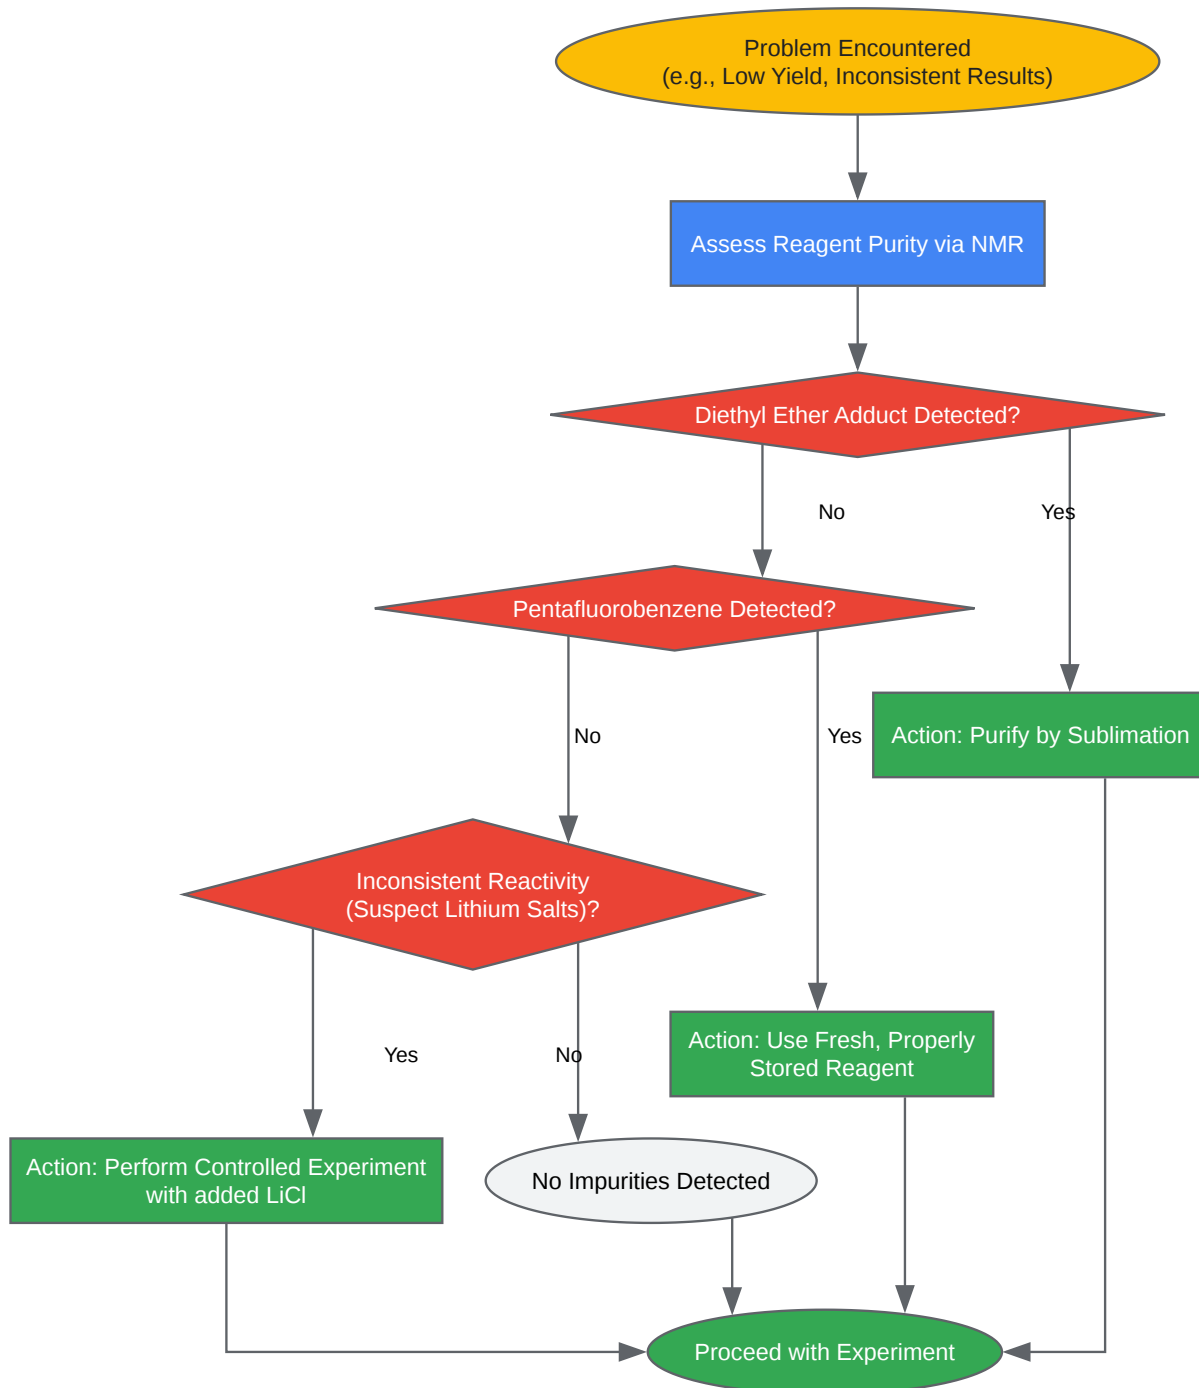 Problem Encountered
(e.g., Low Yield, Inconsistent Results)
Assess Reagent Purity via NMR
Diethyl Ether Adduct Detected?
No
Yes
Pentafluorobenzene Detected?
No
Yes
Action: Purify by Sublimation
Inconsistent Reactivity
(Suspect Lithium Salts)?
Yes
No
Action: Use Fresh, Properly
Stored Reagent
Action: Perform Controlled Experiment
with added LiCl
No Impurities Detected
Proceed with Experiment